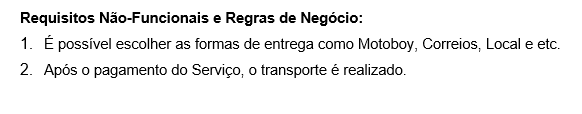 Requisitos Não-Funcionais e Regras de Negócio:
1. É possível escolher as formas de entrega como Motoboy, Correios, Local e etc.
2. Após o pagamento do Serviço, o transporte é realizado.